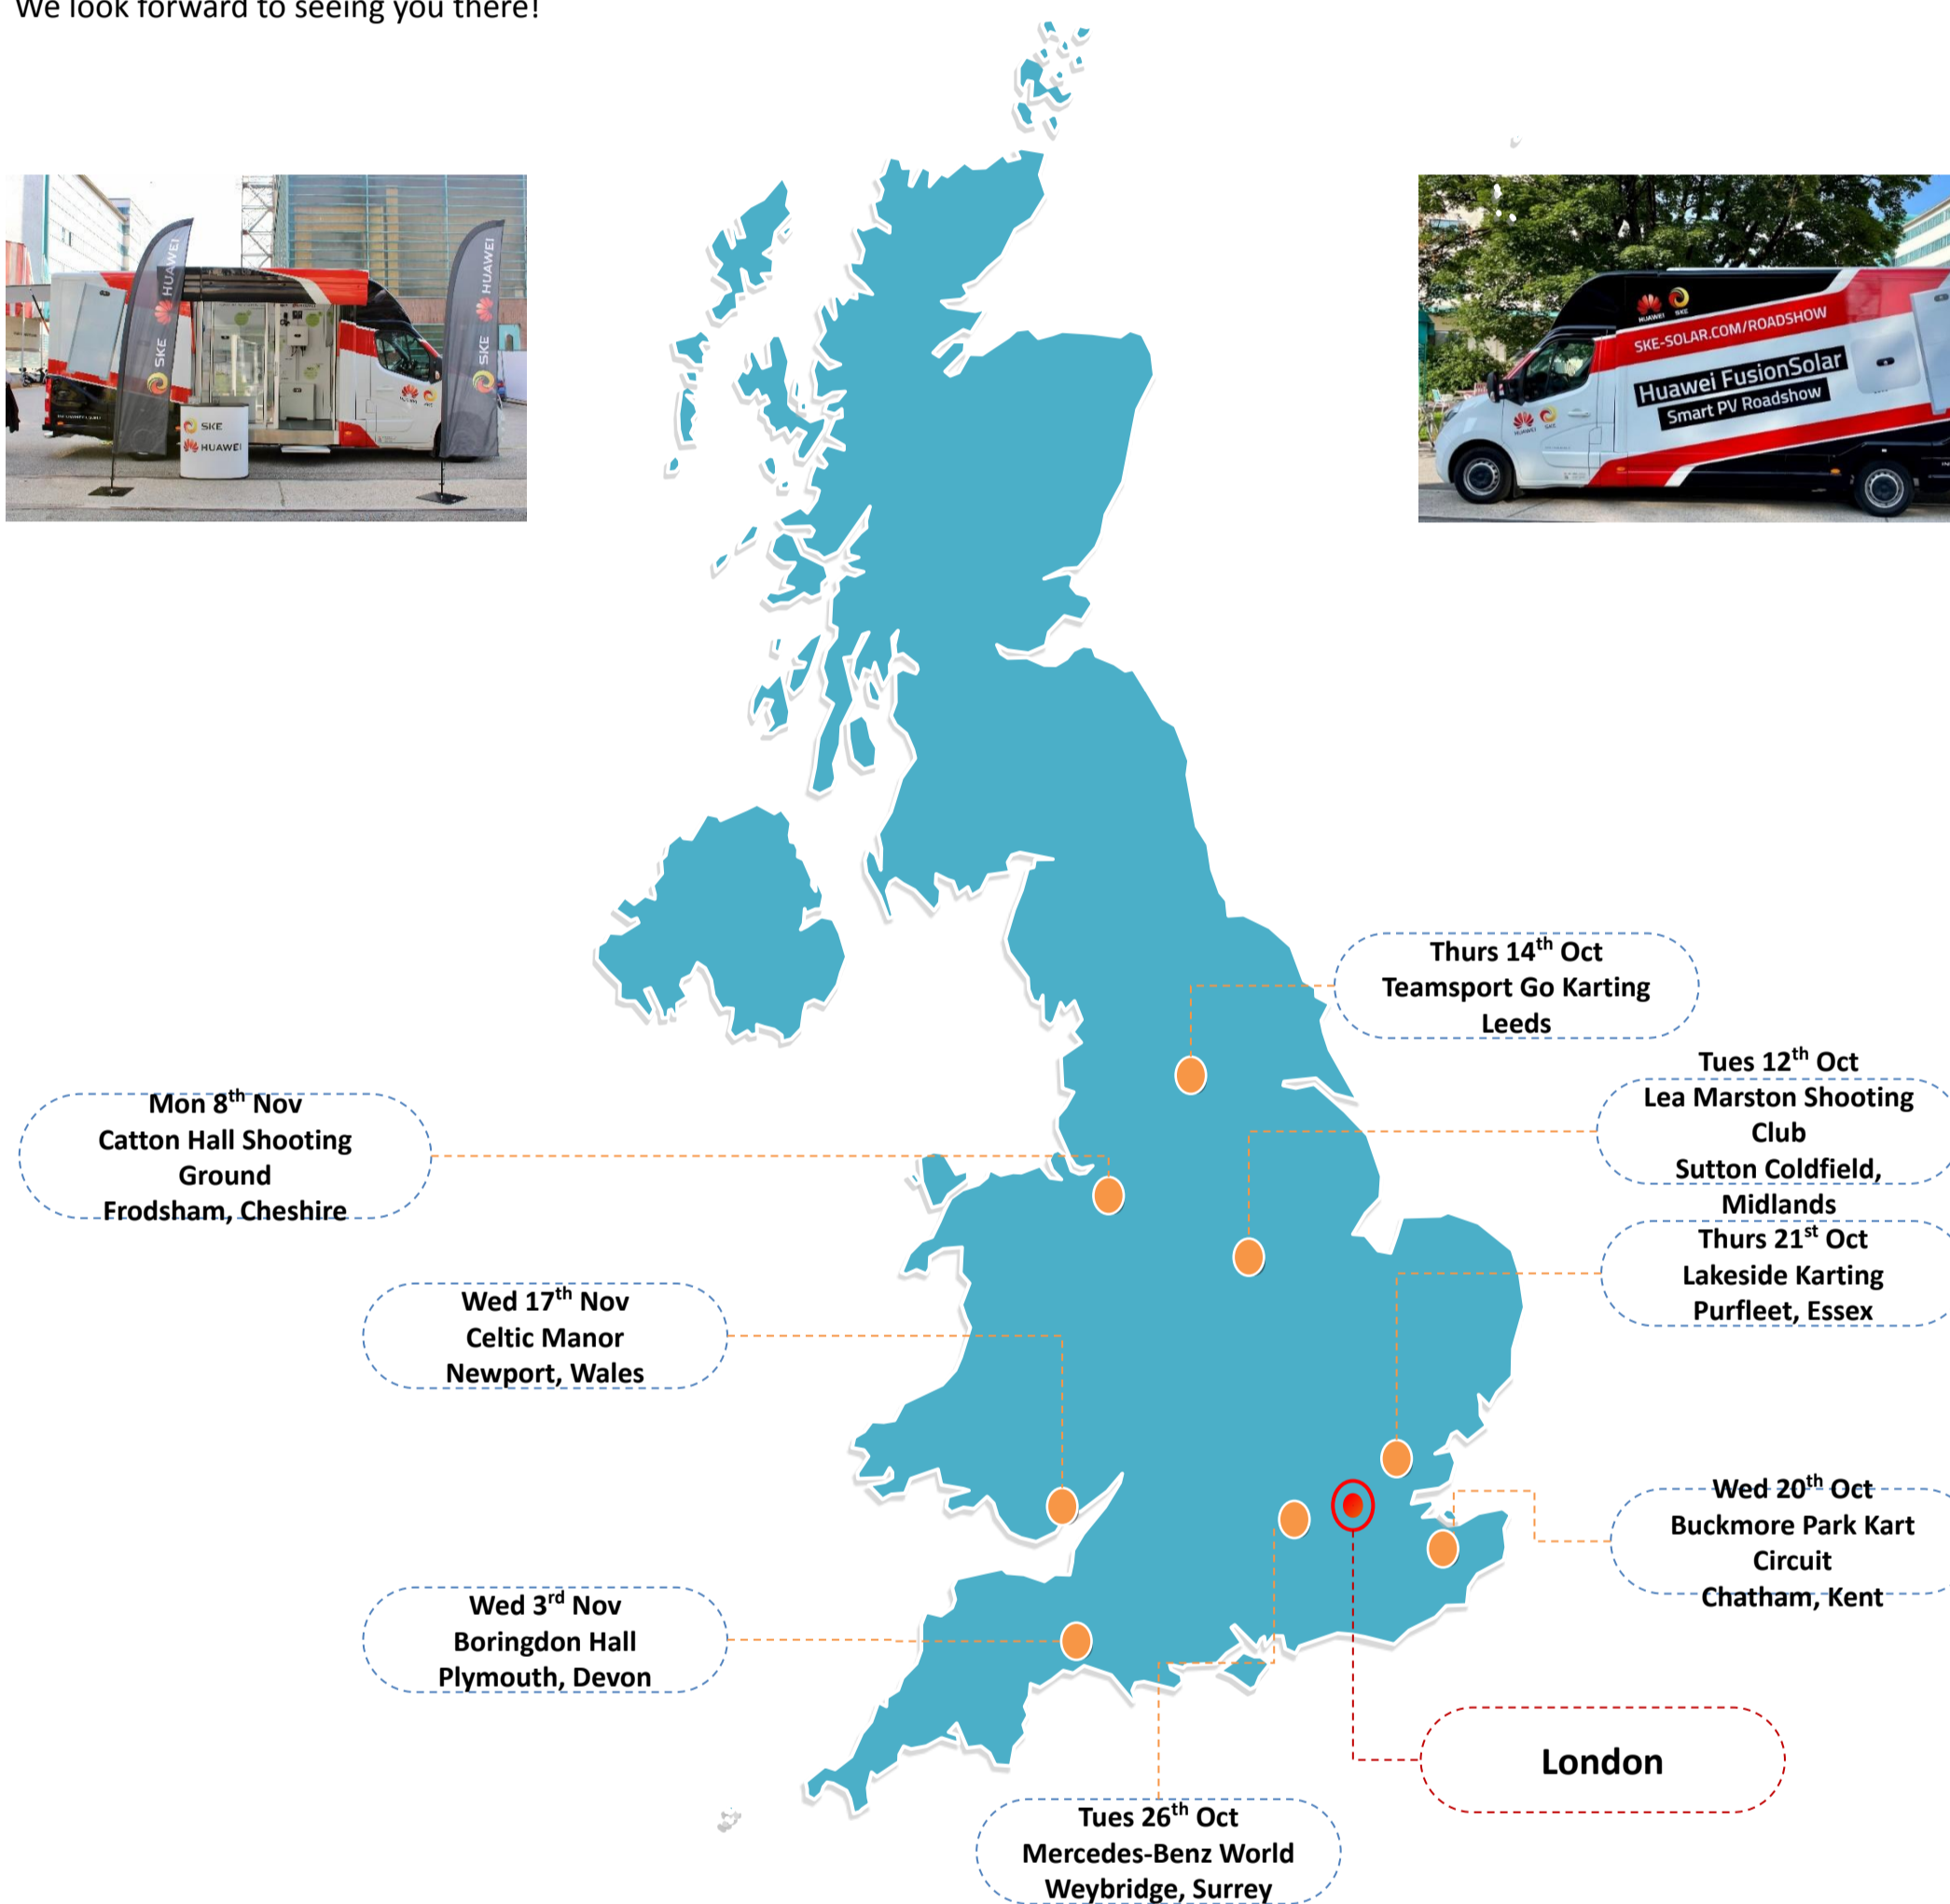 We look forward to seeing you there!
HUAWEI
SKE
SKE
HUAWEI
HUAWEI
SKE
HUAWEI
SKE
SKE-SOLAR.COM/ROADSHOW
Huawei FusionSolar
Smart PV Roadshow
HUAWEI
SKE
Thurs 14th Oct
Teamsport Go Karting
Leeds
Tues 12th Oct
Lea Marston Shooting
Club
Sutton Coldfield,
Midlands
Mon 8th Nov
Catton Hall Shooting
Ground
Frodsham, Cheshire
Thurs 21st Oct
Lakeside Karting
Purfleet, Essex
Wed 17th Nov
Celtic Manor
Newport, Wales
Wed 20th Oct
Buckmore Park Kart
Circuit
Chatham, Kent
Wed 3rd Nov
Boringdon Hall
Plymouth, Devon
London
Tues 26th Oct
Mercedes-Benz World
Weybridge, Surrey